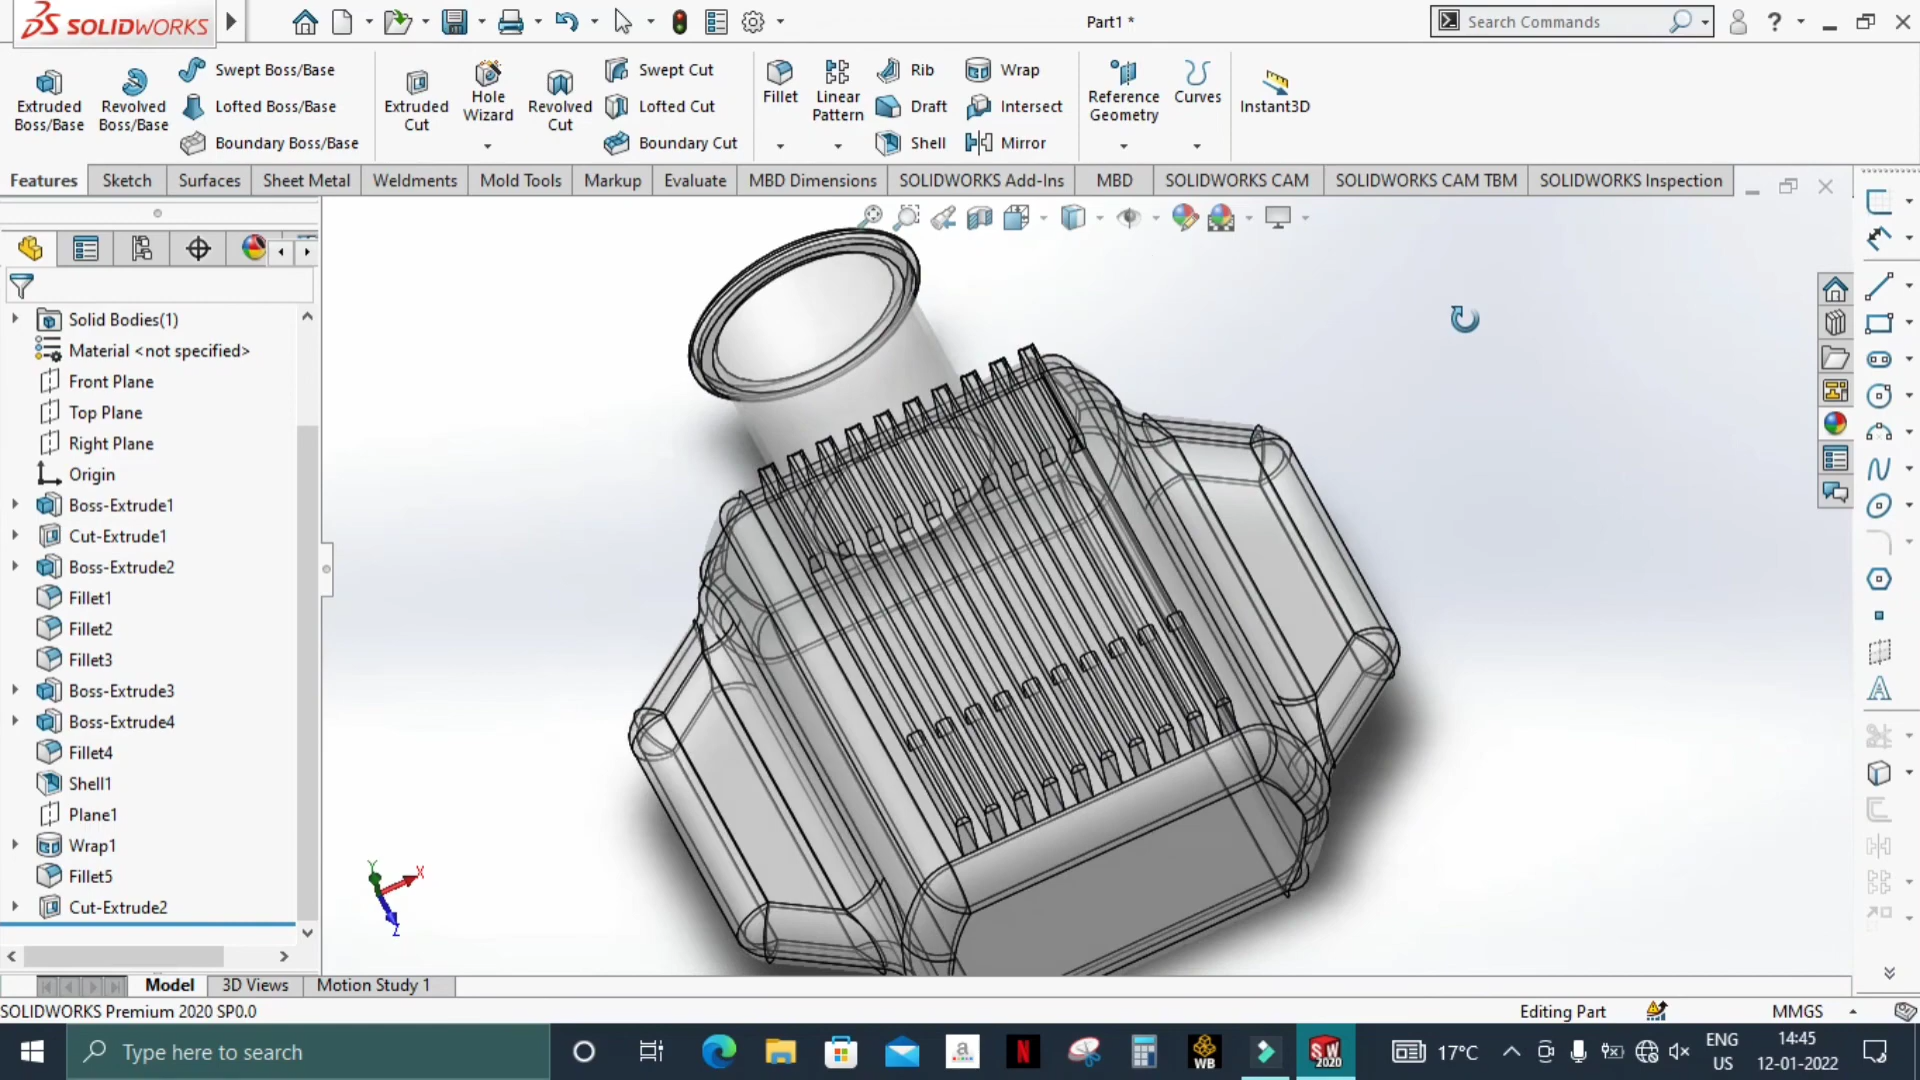 SOLIDWORKS
Part1 *
Search Commands
Extruded Boss/Base
Revolved Boss/Base
Swept Boss/Base
Lofted Boss/Base
Boundary Boss/Base
Extruded Cut
Hole Wizard
Revolved Cut
Swept Cut
Lofted Cut
Boundary Cut
Fillet
Linear Pattern
Rib
Draft
Shell
Wrap
Intersect
Mirror
Reference Geometry
Curves
Instant3D
Features
Sketch
Surfaces
Sheet Metal
Weldments
Mold Tools
Markup
Evaluate
MBD Dimensions
SOLIDWORKS Add-Ins
MBD
SOLIDWORKS CAM
SOLIDWORKS CAM TBM
SOLIDWORKS Inspection
Solid Bodies(1)
Material <not specified>
Front Plane
Top Plane
Right Plane
Origin
Boss-Extrude1
Cut-Extrude1
Boss-Extrude2
Fillet1
Fillet2
Fillet3
Boss-Extrude3
Boss-Extrude4
Fillet4
Shell1
Plane1
Wrap1
Fillet5
Cut-Extrude2
Y
X
Z
Model
3D Views
Motion Study 1
SOLIDWORKS Premium 2020 SP0.0
Editing Part
MMGS
Type here to search
a
N
WB
SW
2020
17°C
ENG
US
14:45
12-01-2022